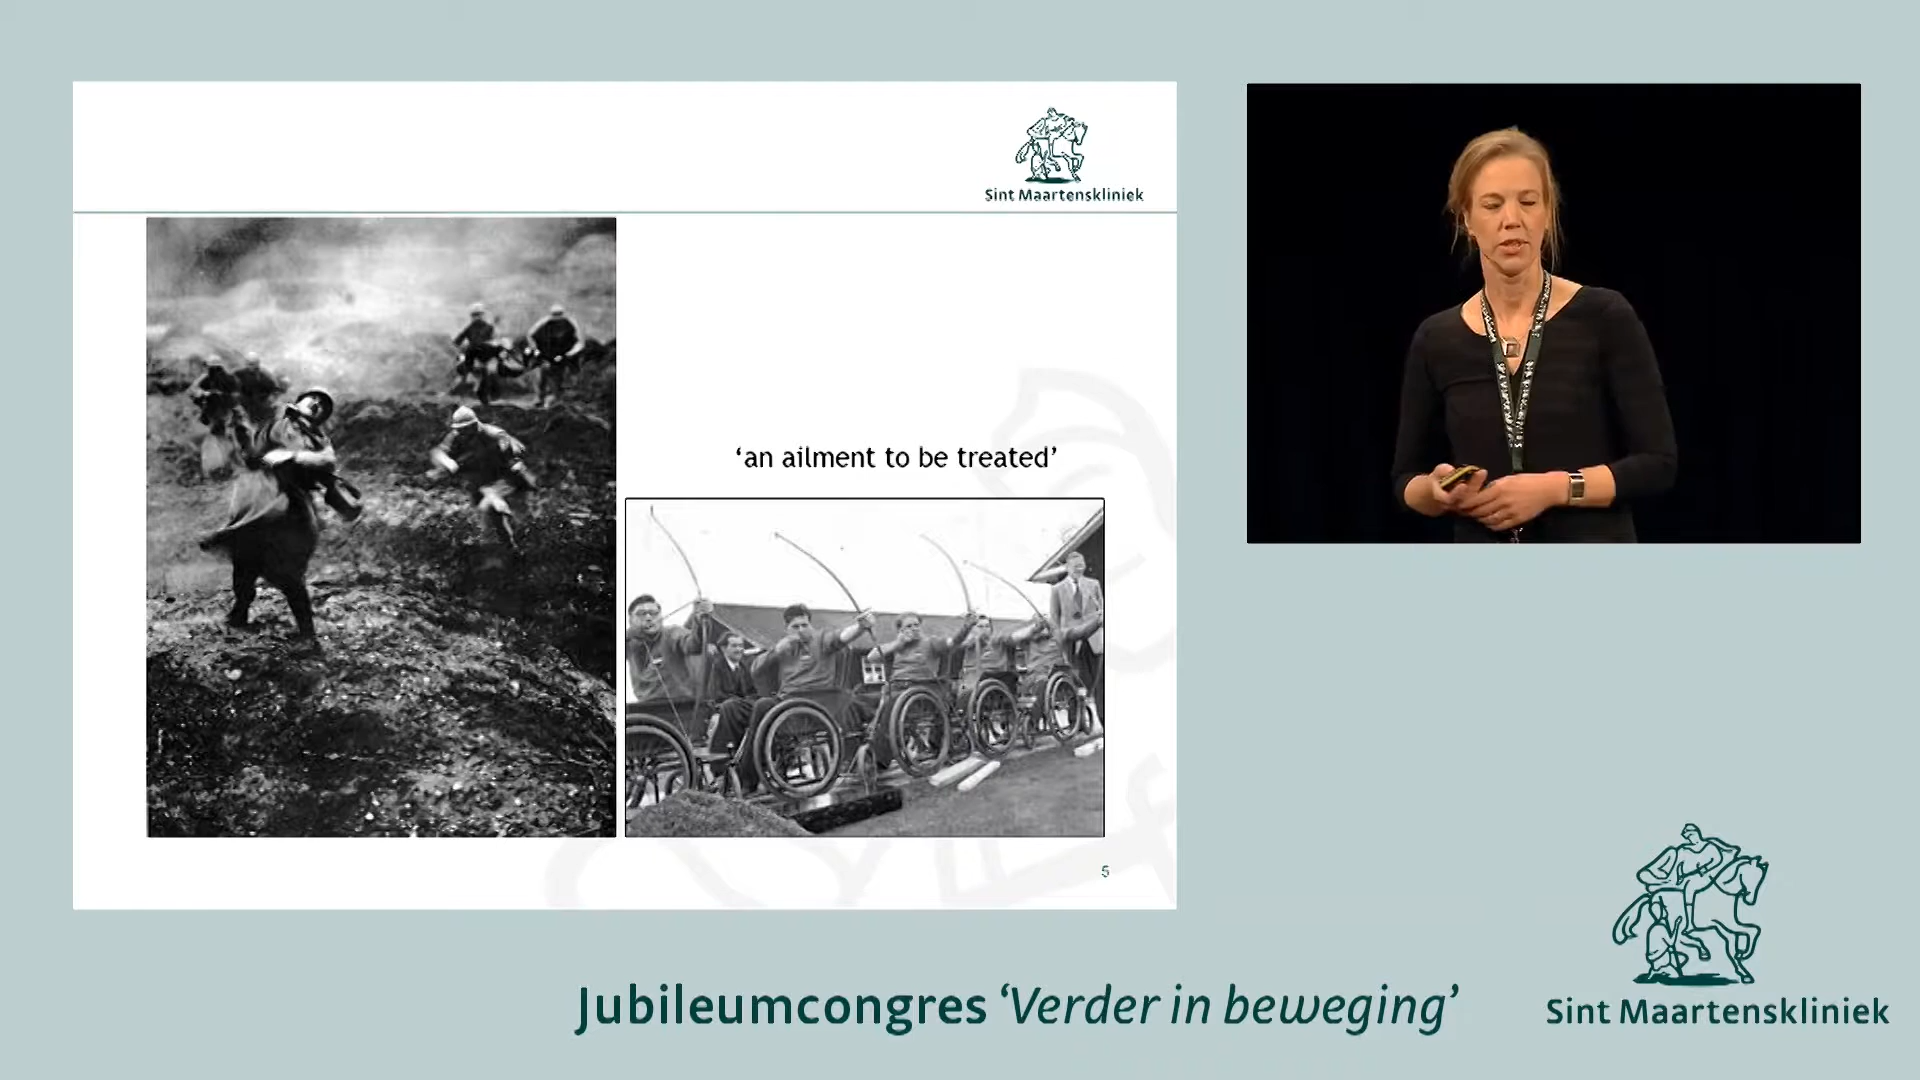 Sint Maartenskliniek
‘an ailment to be treated’
5
Jubileumcongres ‘Verder in beweging’
Sint Maartenskliniek